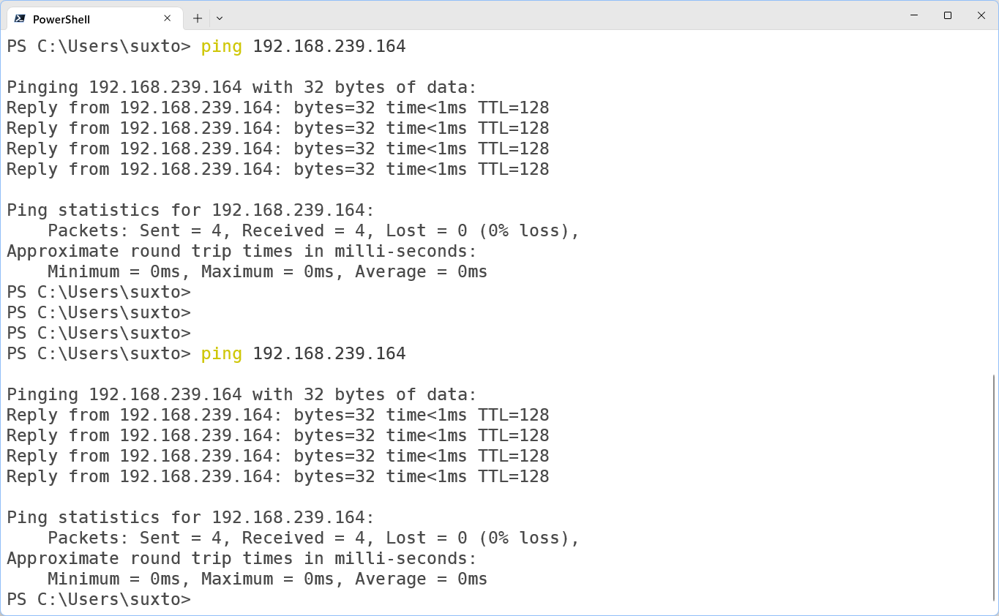 PowerShell
PS C:\Users\suxto> ping 192.168.239.164

Pinging 192.168.239.164 with 32 bytes of data:
Reply from 192.168.239.164: bytes=32 time<1ms TTL=128
Reply from 192.168.239.164: bytes=32 time<1ms TTL=128
Reply from 192.168.239.164: bytes=32 time<1ms TTL=128
Reply from 192.168.239.164: bytes=32 time<1ms TTL=128

Ping statistics for 192.168.239.164:
    Packets: Sent = 4, Received = 4, Lost = 0 (0% loss),
Approximate round trip times in milli-seconds:
    Minimum = 0ms, Maximum = 0ms, Average = 0ms
PS C:\Users\suxto>
PS C:\Users\suxto>
PS C:\Users\suxto>
PS C:\Users\suxto> ping 192.168.239.164

Pinging 192.168.239.164 with 32 bytes of data:
Reply from 192.168.239.164: bytes=32 time<1ms TTL=128
Reply from 192.168.239.164: bytes=32 time<1ms TTL=128
Reply from 192.168.239.164: bytes=32 time<1ms TTL=128
Reply from 192.168.239.164: bytes=32 time<1ms TTL=128

Ping statistics for 192.168.239.164:
    Packets: Sent = 4, Received = 4, Lost = 0 (0% loss),
Approximate round trip times in milli-seconds:
    Minimum = 0ms, Maximum = 0ms, Average = 0ms
PS C:\Users\suxto>